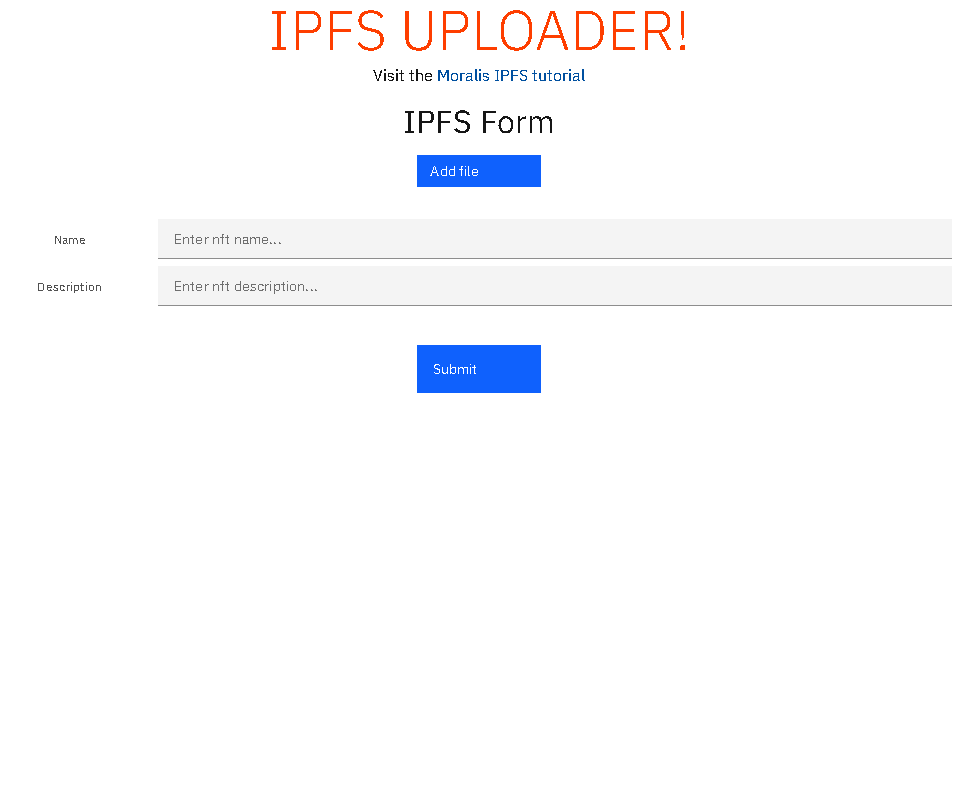 IPFS UPLOADER!
Visit the Moralis IPFS tutorial
IPFS Form
Add file
Name
Enter nft name...
Description
Enter nft description...
Submit